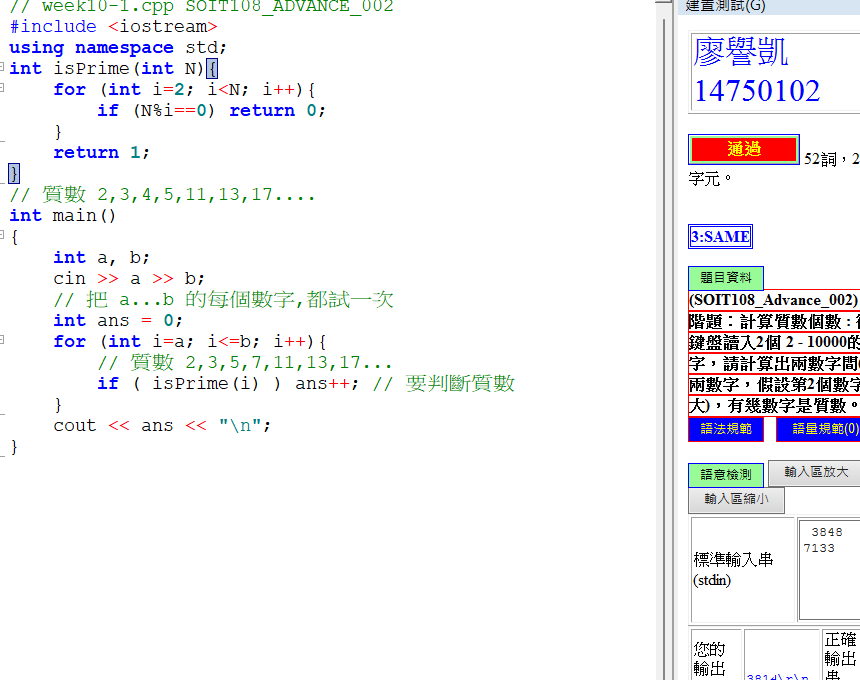 // week10-1.cpp SOIT108_ADVANCE_002
#include <iostream>
using namespace std;
int isPrime(int N){
    for (int i=2; i<N; i++){
        if (N%i==0) return 0;
    }
    return 1;
}
// 質數 2,3,4,5,11,13,17....
int main()
{
    int a, b;
    cin >> a >> b;
    // 把 a...b 的每個數字,都試一次
    int ans = 0;
    for (int i=a; i<=b; i++){
        // 質數 2,3,5,7,11,13,17...
        if ( isPrime(i) ) ans++; // 要判斷質數
    }
    cout << ans << "\n";
}
建置測試(G)
廖譽凱
14750102
通過 52詞，2
字元。
3:SAME
題目資料
(SOIT108_Advance_002)
階題：計算質數個數 :
鍵盤讀入2個 2 - 10000的
字，請計算出兩數字間
兩數字，假設第2個數字
大)，有幾數字是質數。
語法規範 語量規範(0)
語意檢測 輸入區放大
輸入區縮小
標準輸入串
(stdin)
3848
7133
您的
輸出
正確
輸出